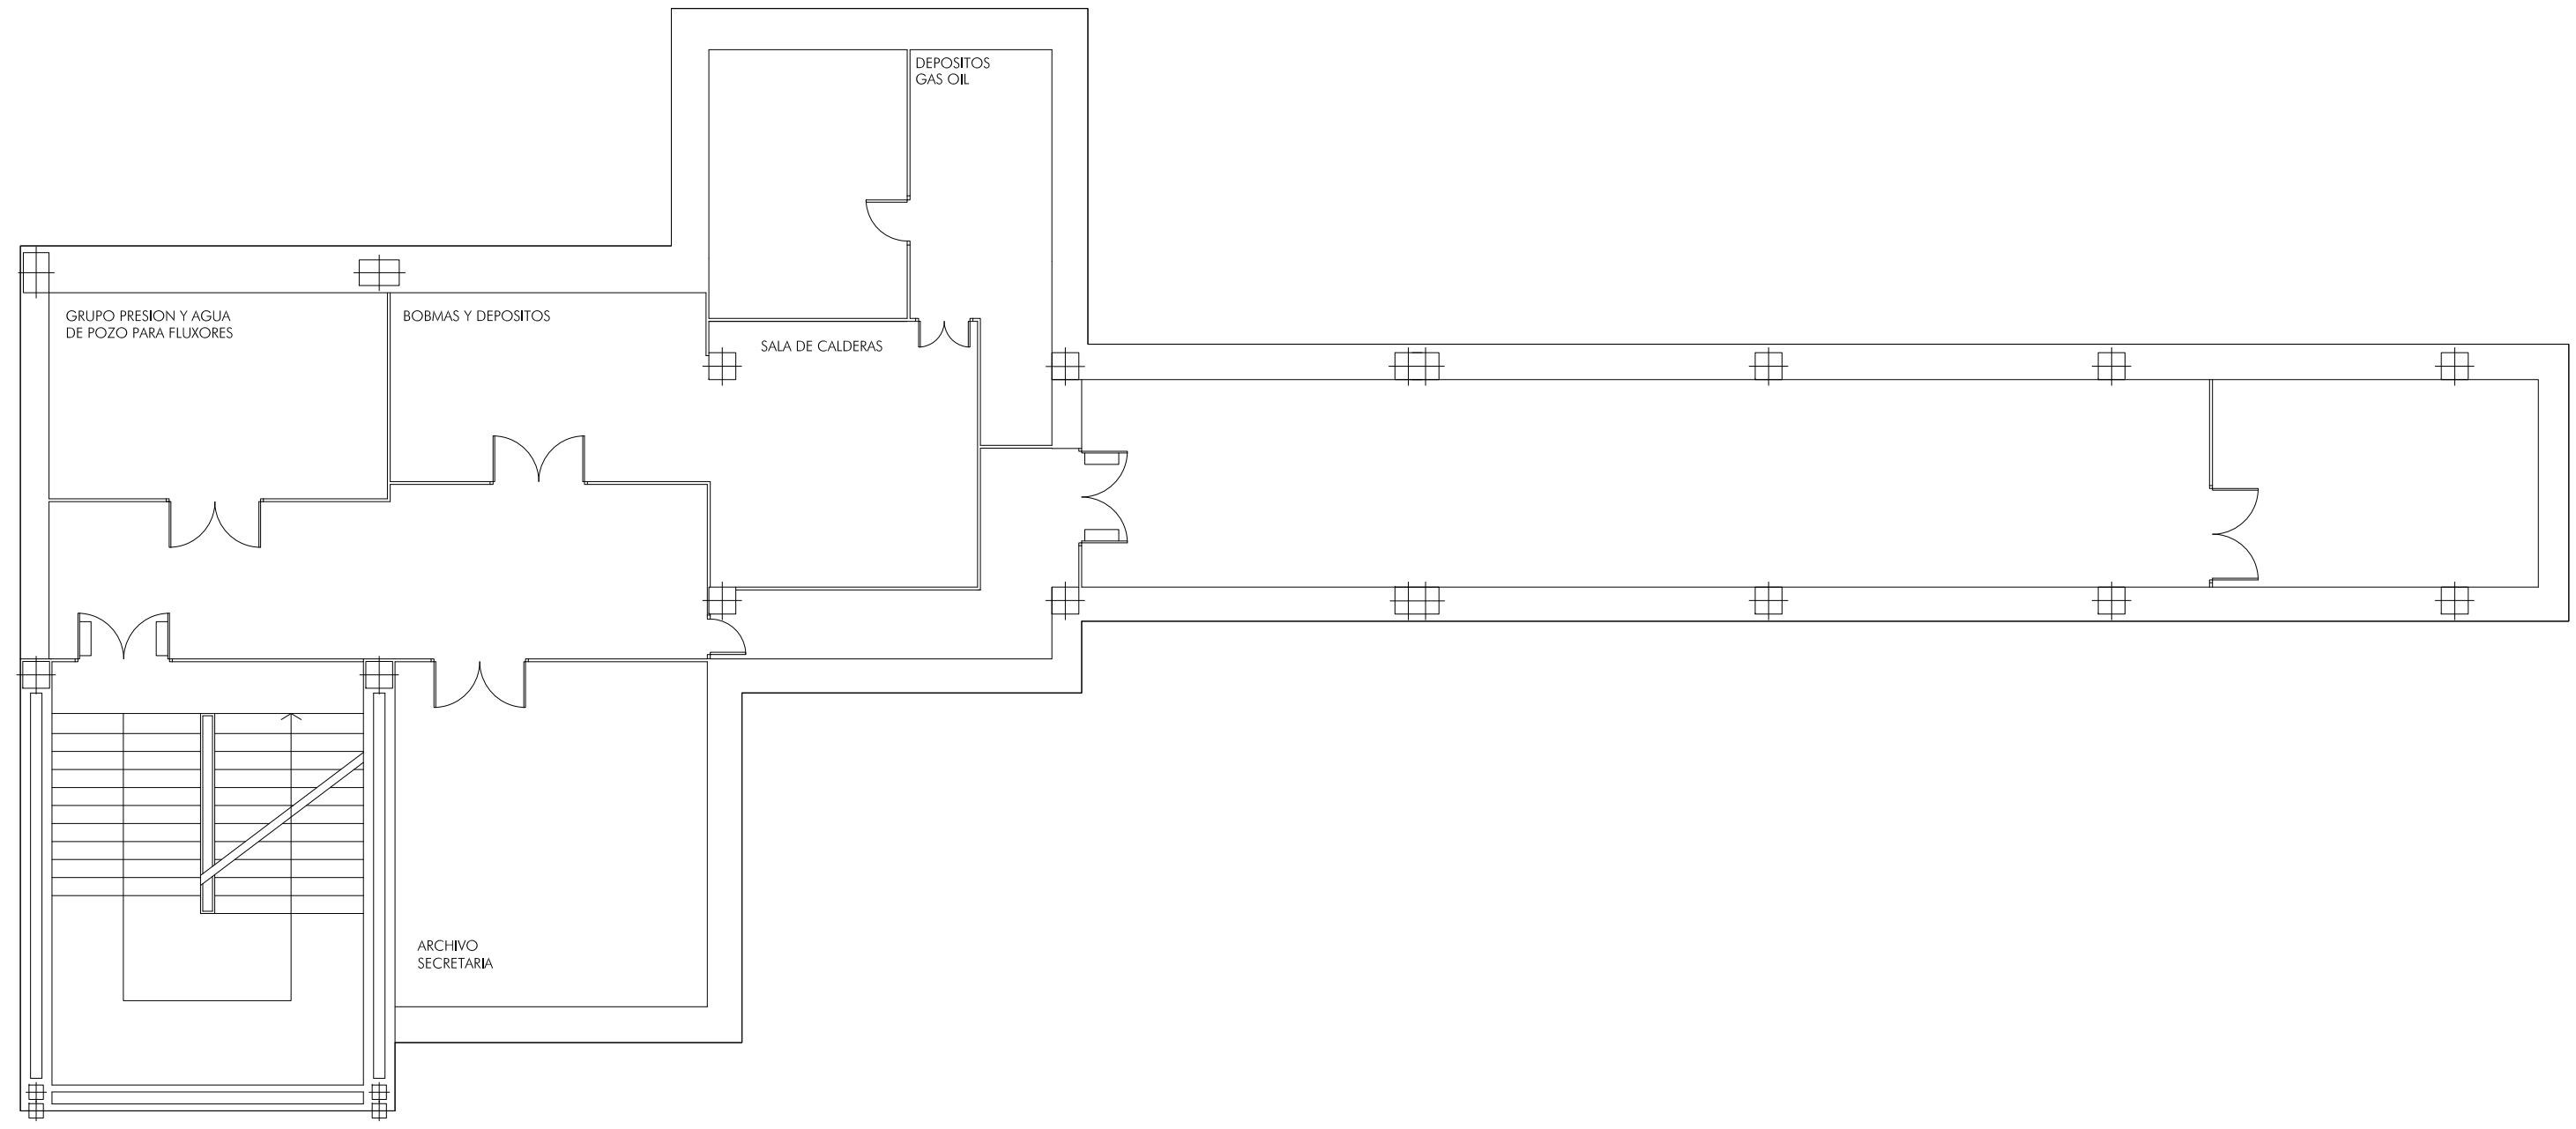 DEPOSITOS
GAS OIL
GRUPO PRESION Y AGUA
DE POZO PARA FLUXORES
BOBMAS Y DEPOSITOS
SALA DE CALDERAS
ARCHIVO
SECRETARIA